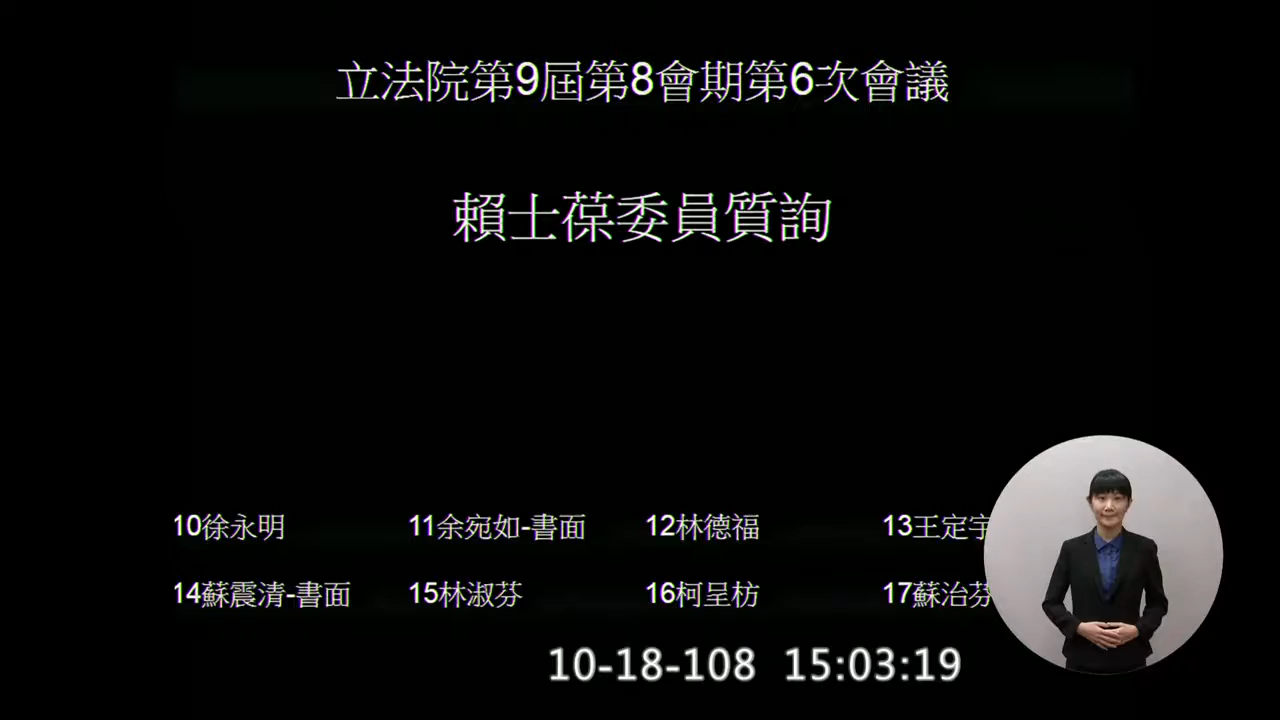 立法院第9屆第8會期第6次會議
賴士葆委員質詢
10徐永明 11余宛如-書面 12林德福 13王定宇
14蘇震清-書面 15林淑芬 16柯呈枋 17蘇治芬
10-18-108 15:03:19